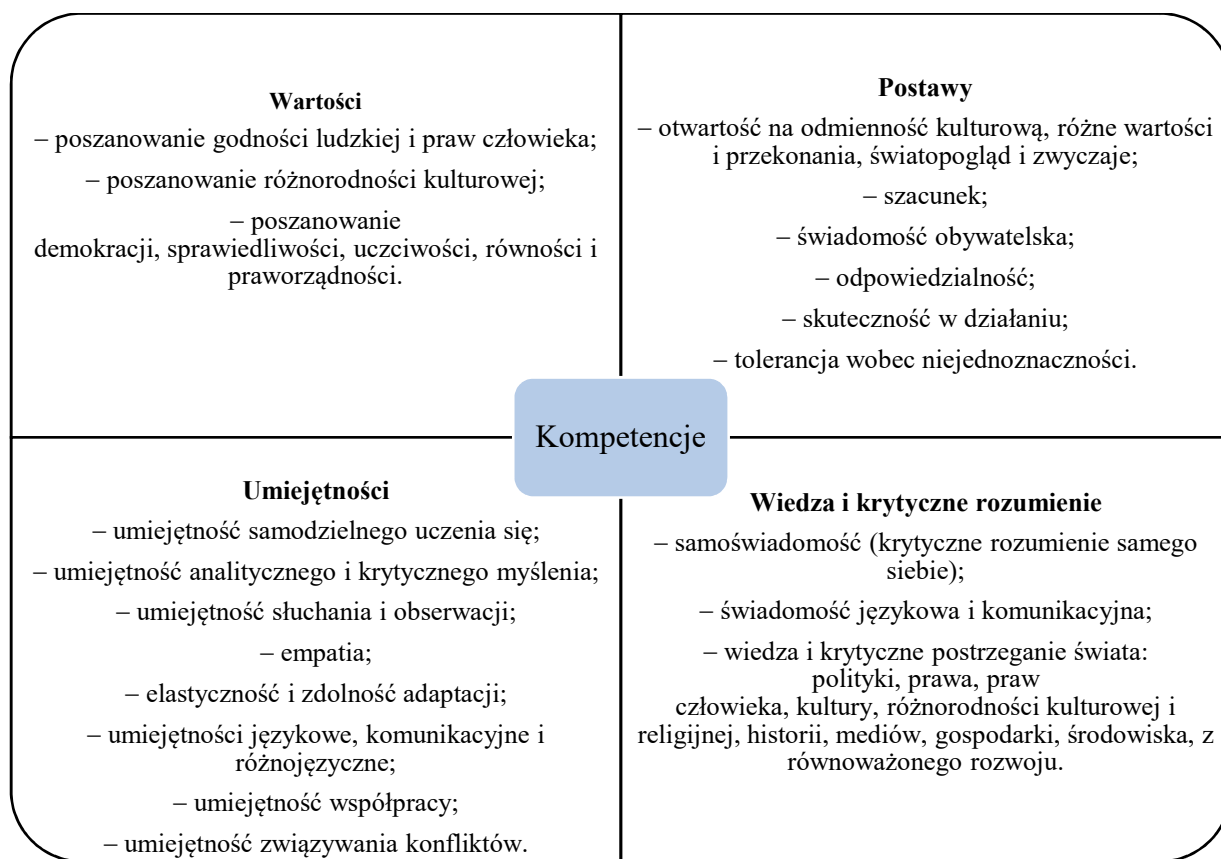 Wartości
– poszanowanie godności ludzkiej i praw człowieka;
– poszanowanie różnorodności kulturowej;
– poszanowanie
demokracji, sprawiedliwości, uczciwości, równości i
praworządności.
Postawy
– otwartość na odmienność kulturową, różne wartości
i przekonania, światopogląd i zwyczaje;
– szacunek;
– świadomość obywatelska;
– odpowiedzialność;
– skuteczność w działaniu;
– tolerancja wobec niejednoznaczności.
Kompetencje
Umiejętności
– umiejętność samodzielnego uczenia się;
– umiejętność analitycznego i krytycznego myślenia;
– umiejętność słuchania i obserwacji;
– empatia;
– elastyczność i zdolność adaptacji;
– umiejętności językowe, komunikacyjne i
różnojęzyczne;
– umiejętność współpracy;
– umiejętność związywania konfliktów.
Wiedza i krytyczne rozumienie
– samoświadomość (krytyczne rozumienie samego
siebie);
– świadomość językowa i komunikacyjna;
– wiedza i krytyczne postrzeganie świata:
polityki, prawa, praw
człowieka, kultury, różnorodności kulturowej i
religijnej, historii, mediów, gospodarki, środowiska, z
równoważonego rozwoju.